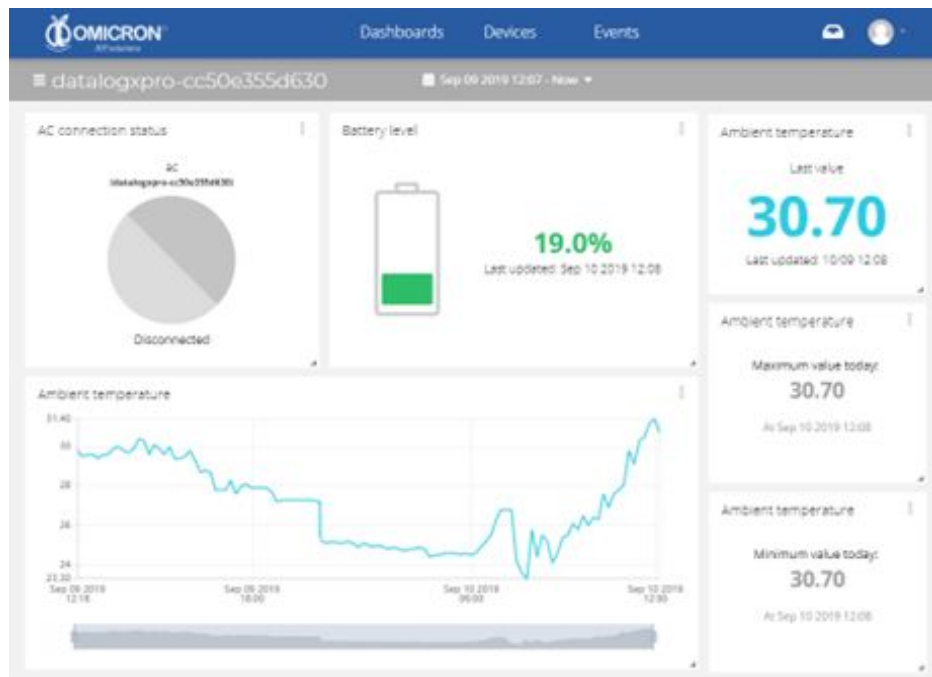 OMICRON
Dashboards Devices Events
datalogxpro-cc50e355d630
Sep 09 2019 12:07 - Now
AC connection status
ac
(datalogxpro-cc50e355d630)
Disconnected
Battery level
19.0%
Last updated: Sep 10 2019 12:08
Ambient temperature
Last value
30.70
Last updated: 10/09 12:08
Ambient temperature
Maximum value today:
30.70
At Sep 10 2019 12:08
Ambient temperature
31.40
30
28
26
24
23.30
Sep 09 2019
12:16
Sep 09 2019
18:00
Sep 10 2019
Sep 10 2019
Ambient temperature
Minimum value today:
30.70
At Sep 10 2019 12:08